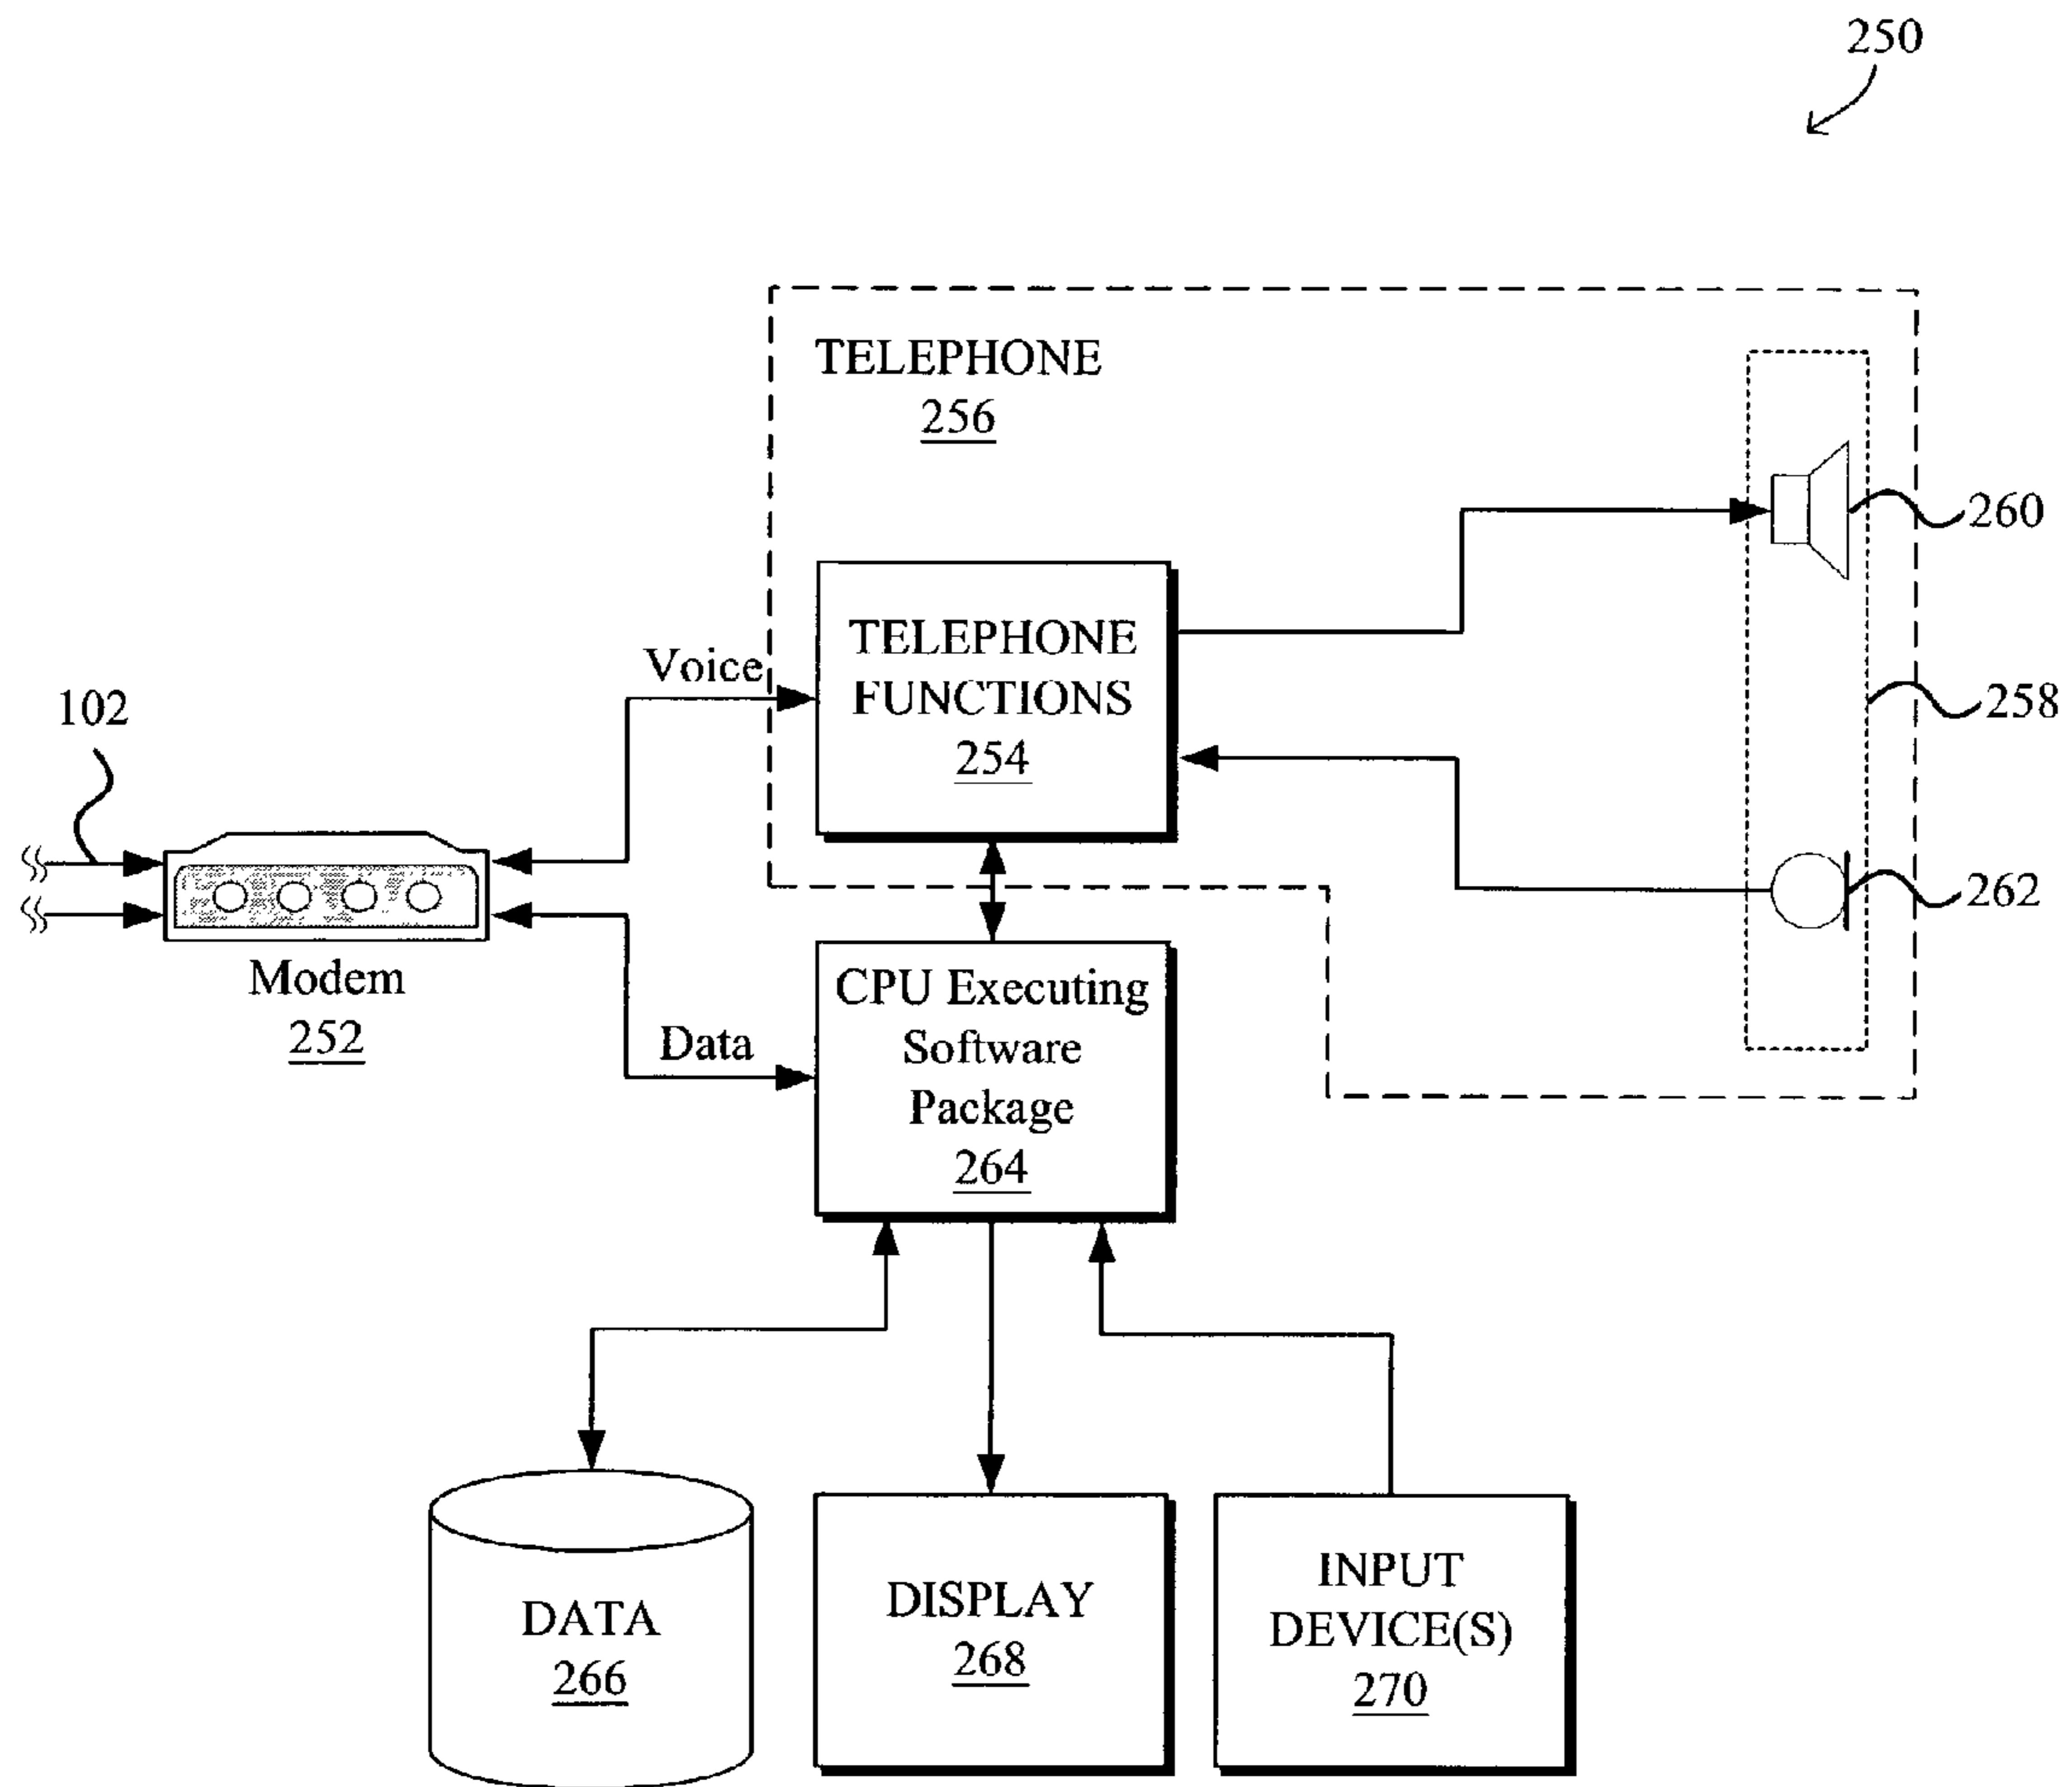 250
TELEPHONE
256
260
TELEPHONE
FUNCTIONS
254
Voice
258
102
262
Modem
252
CPU Executing
Software
Package
264
Data
DATA
266
DISPLAY
268
INPUT
DEVICE(S)
270